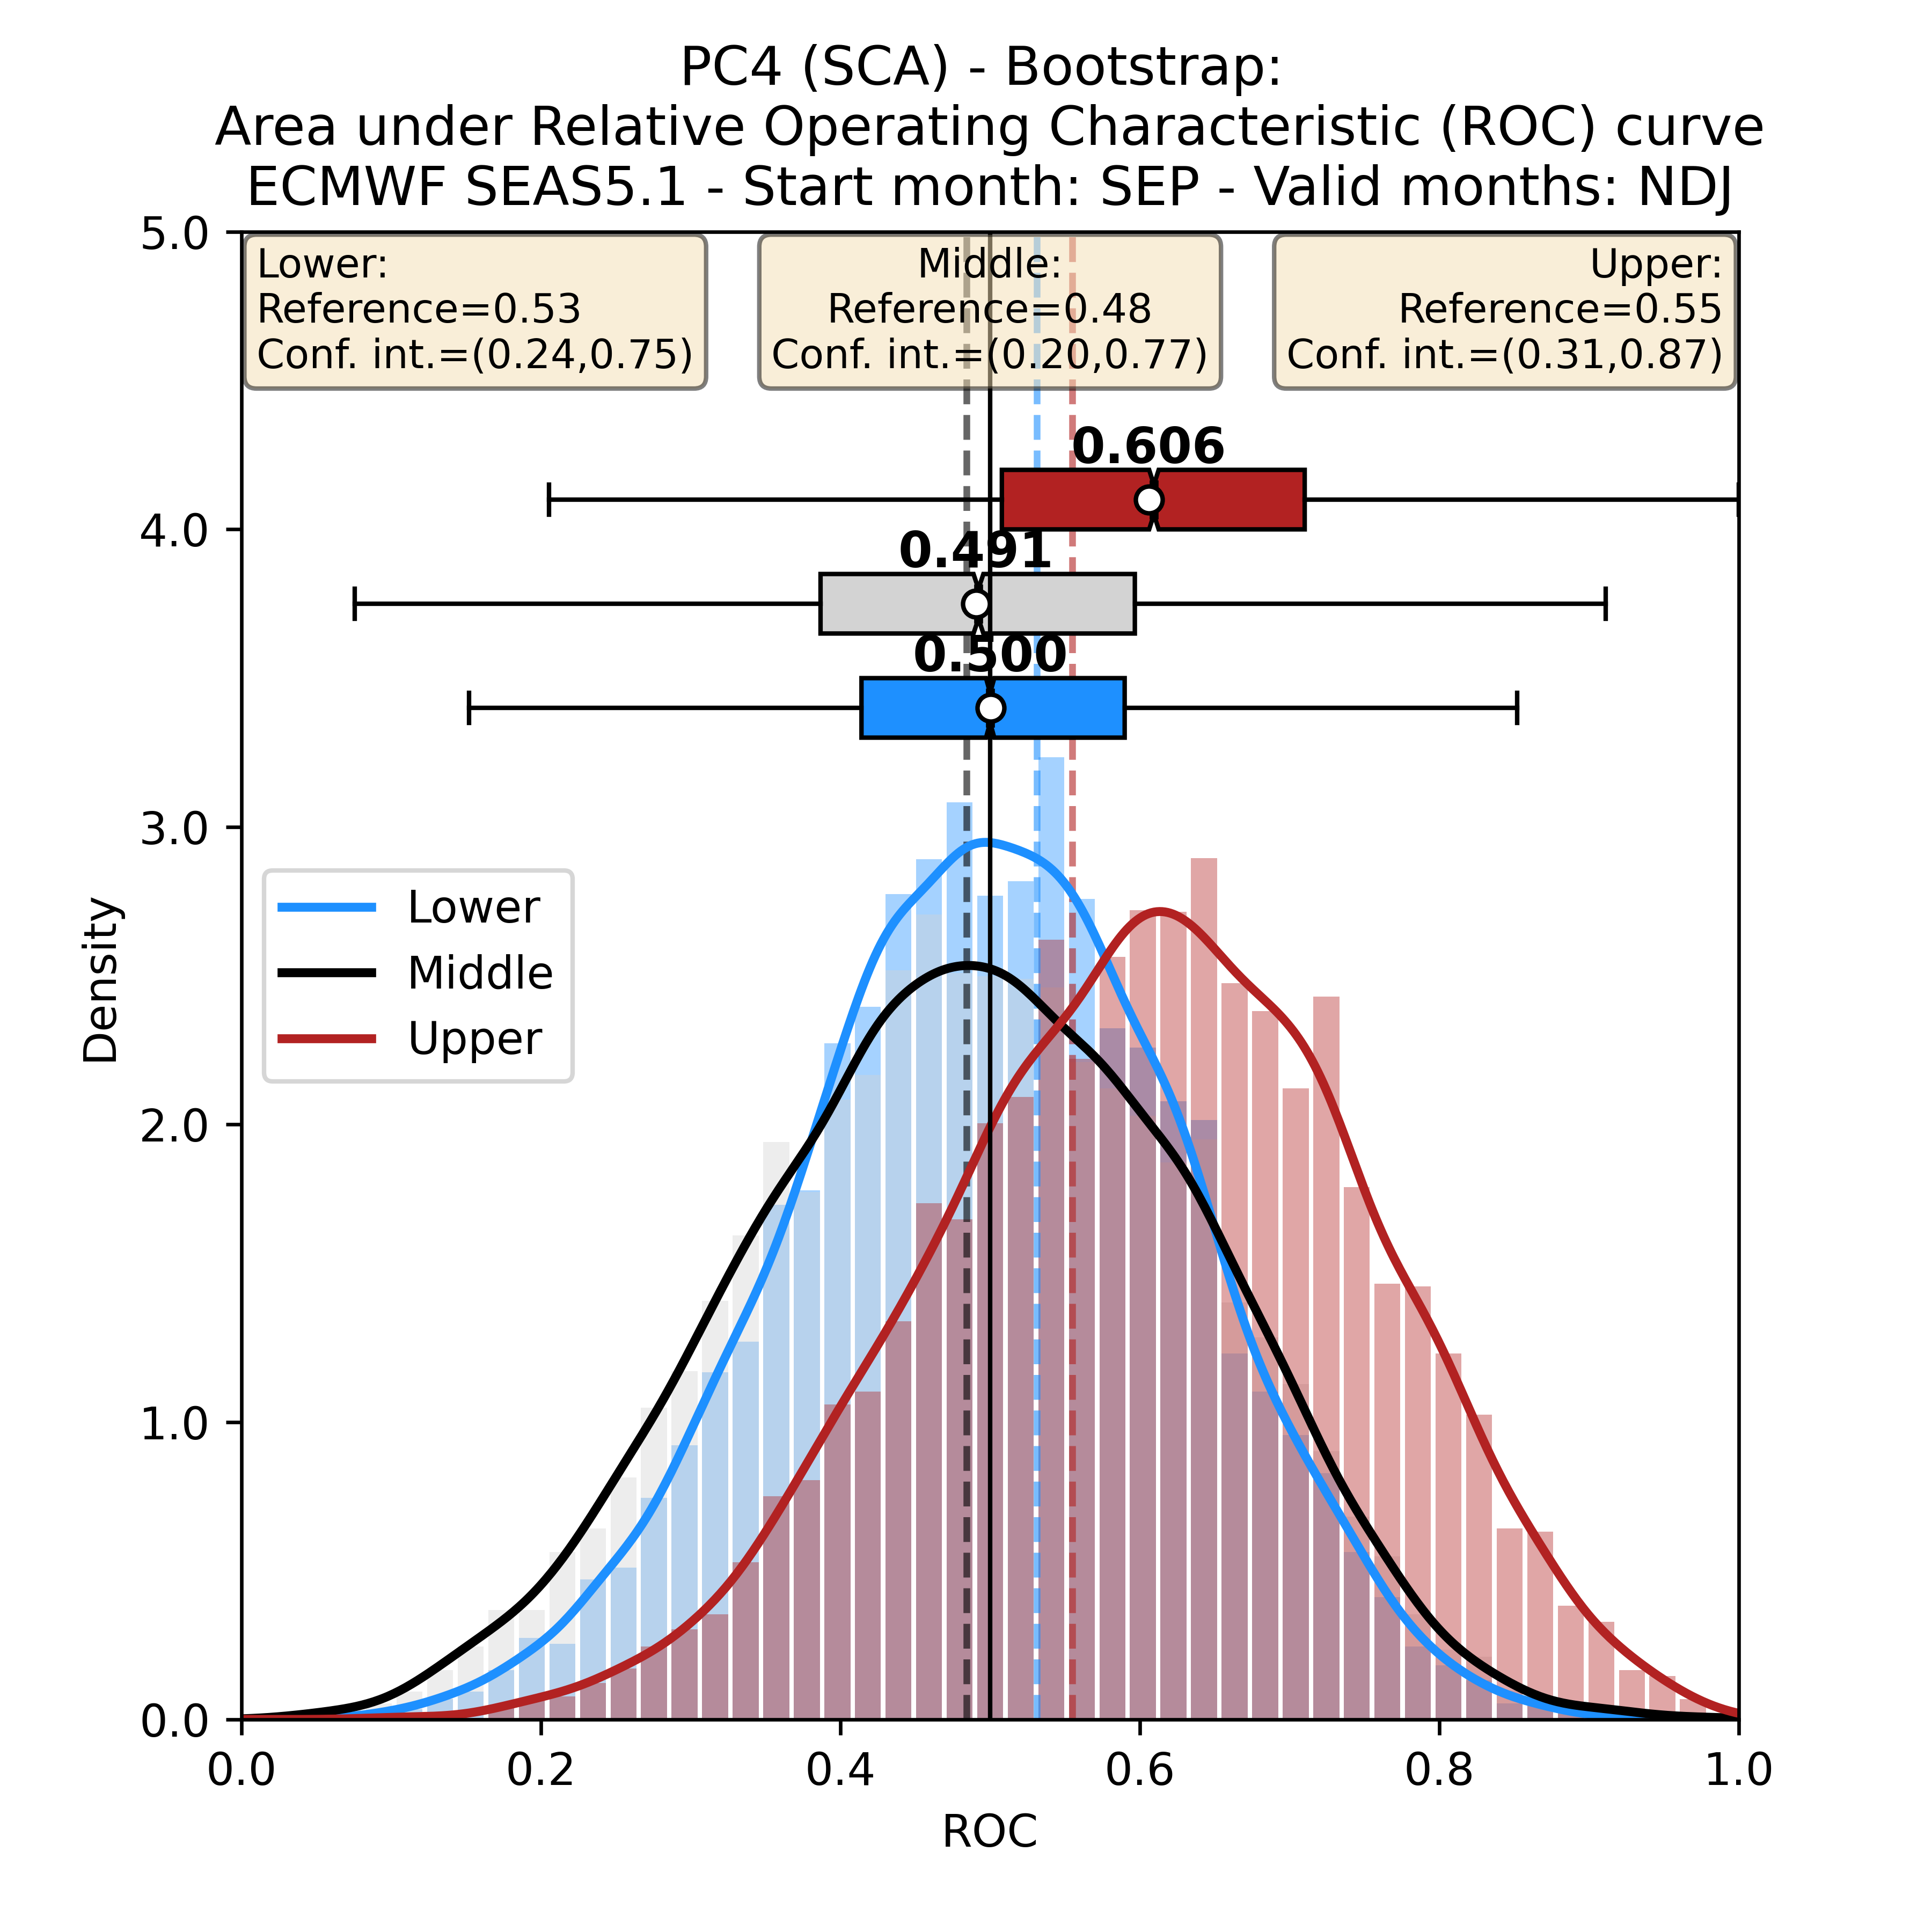 PC4 (SCA) - Bootstrap:
Area under Relative Operating Characteristic (ROC) curve
ECMWF SEAS5.1 - Start month: SEP - Valid months: NDJ
Lower:
Reference=0.53
Conf. int.=(0.24,0.75)
Middle:
Reference=0.48
Conf. int.=(0.20,0.77)
Upper:
Reference=0.55
Conf. int.=(0.31,0.87)
0.606
0.491
0.500
Lower
Middle
Upper
Density
5.0
4.0
3.0
2.0
1.0
0.0
0.0 0.2 0.4 0.6 0.8 1.0
ROC